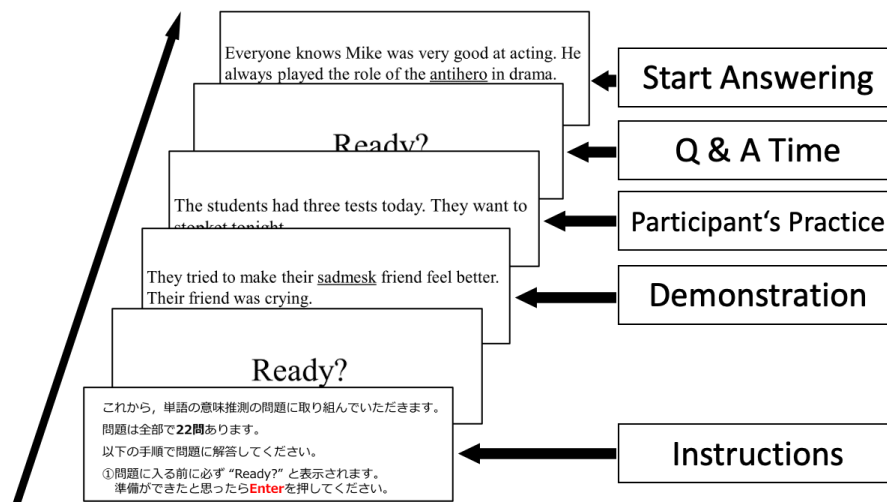 Everyone knows Mike was very good at acting. He
always played the role of the antihero in drama.
Start Answering
Ready?
Q & A Time
The students had three tests today. They want to
stopket tonight.
Participant‘s Practice
They tried to make their sadmesk friend feel better.
Their friend was crying.
Demonstration
Ready?
これから，単語の意味推測の問題に取り組んでいただきます。
問題は全部で22問あります。
以下の手順で問題に解答してください。
①問題に入る前に必ず “Ready?” と表示されます。
準備ができたと思ったらEnterを押してください。
Instructions